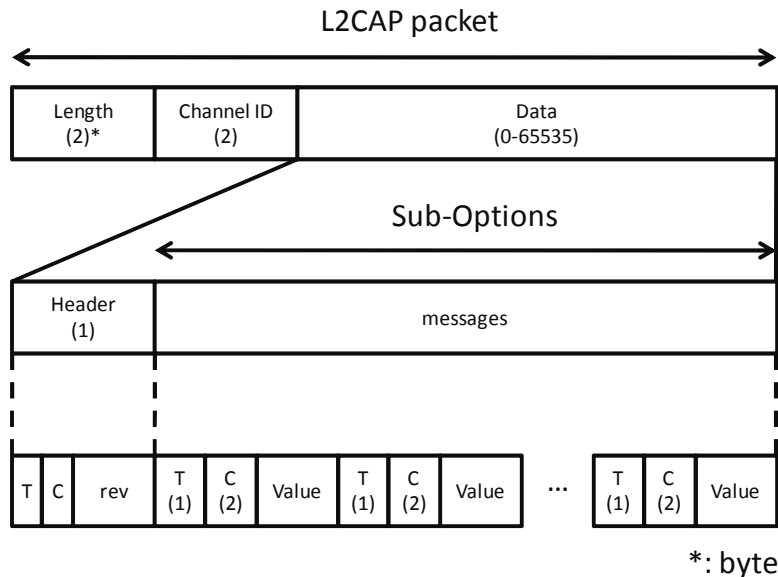 L2CAP packet
Length
(2)*
Channel ID
(2)
Data
(0-65535)
Sub-Options
Header
(1)
messages
T
C
rev
T
(1)
C
(2)
Value
T
(1)
C
(2)
Value
...
T
(1)
C
(2)
Value
*: byte